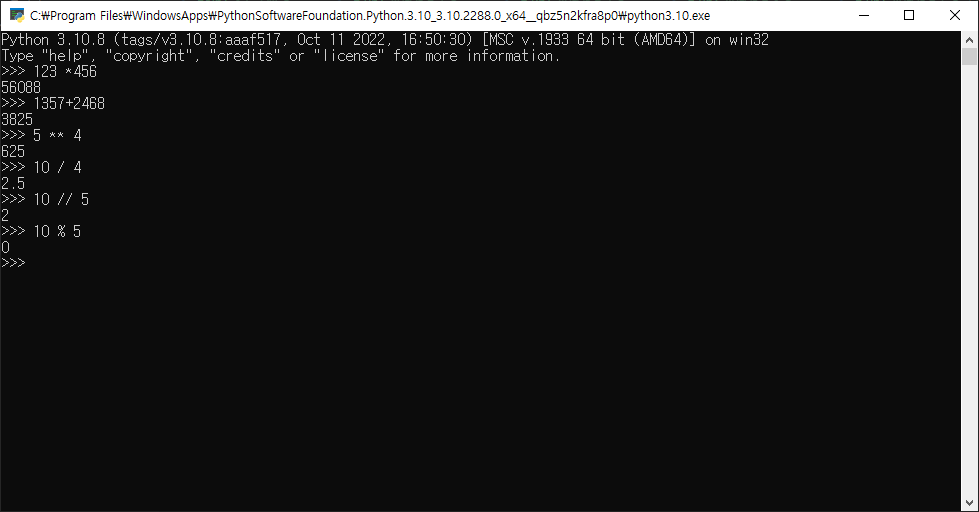 C:₩Program Files₩WindowsApps₩PythonSoftwareFoundation.Python.3.10_3.10.2288.0_x64__qbz5n2kfra8p0₩python3.10.exe
Python 3.10.8 (tags/v3.10.8:aaaf517, Oct 11 2022, 16:50:30) [MSC v.1933 64 bit (AMD64)] on win32
Type "help", "copyright", "credits" or "license" for more information.
>>> 123 *456
56088
>>> 1357+2468
3825
>>> 5 ** 4
625
>>> 10 / 4
2.5
>>> 10 // 5
2
>>> 10 % 5
0
>>>